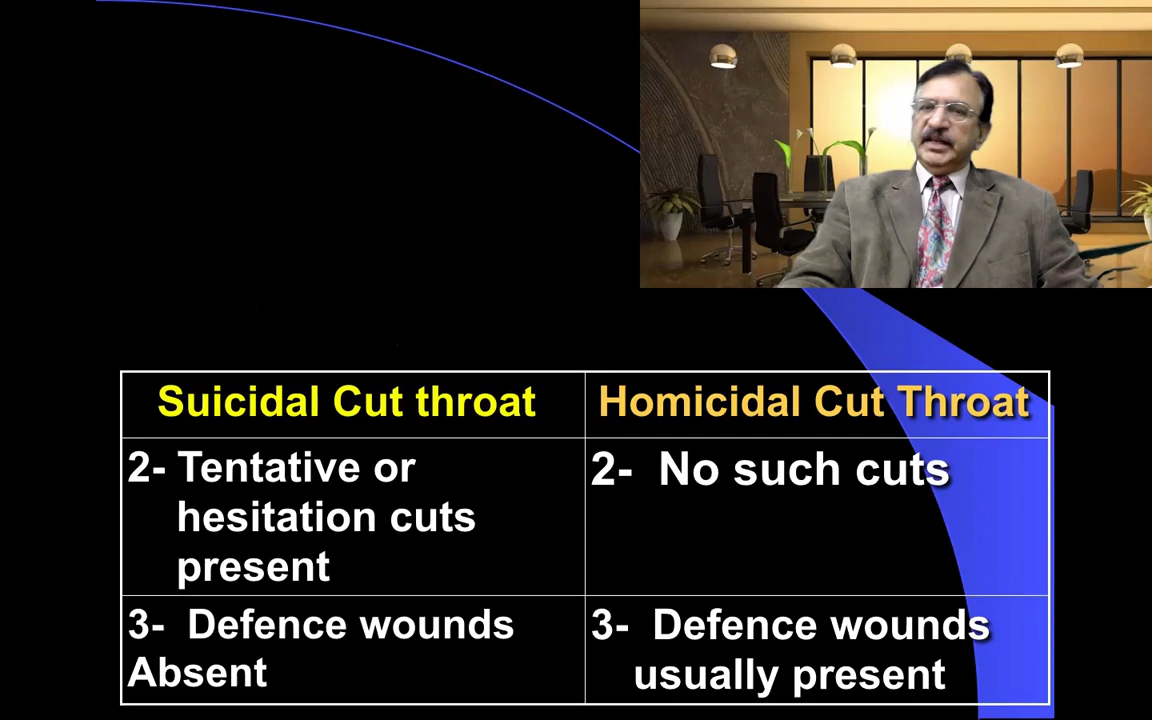 Suicidal Cut throat
Homicidal Cut Throat
2- Tentative or
hesitation cuts
present
2- No such cuts
3- Defence wounds
Absent
3- Defence wounds
usually present